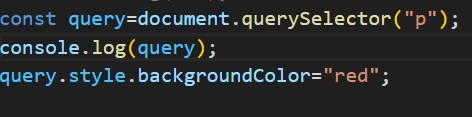 const query=document.querySelector("p");
console.log(query);
query.style.backgroundColor="red";